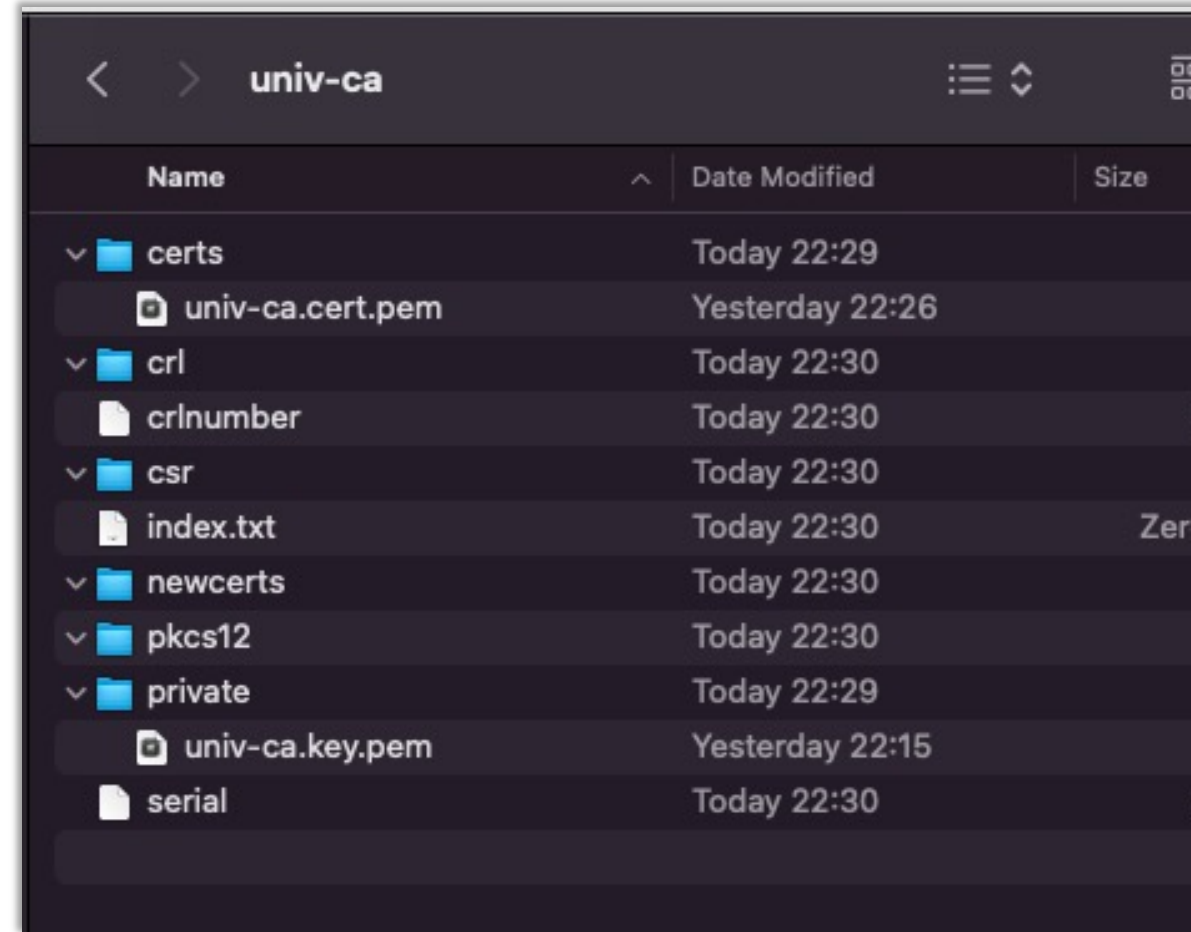 univ-ca
Name Date Modified Size
certs Today 22:29
univ-ca.cert.pem Yesterday 22:26
crl Today 22:30
crlnumber Today 22:30
csr Today 22:30
index.txt Today 22:30 Zer
newcerts Today 22:30
pkcs12 Today 22:30
private Today 22:29
univ-ca.key.pem Yesterday 22:15
serial Today 22:30